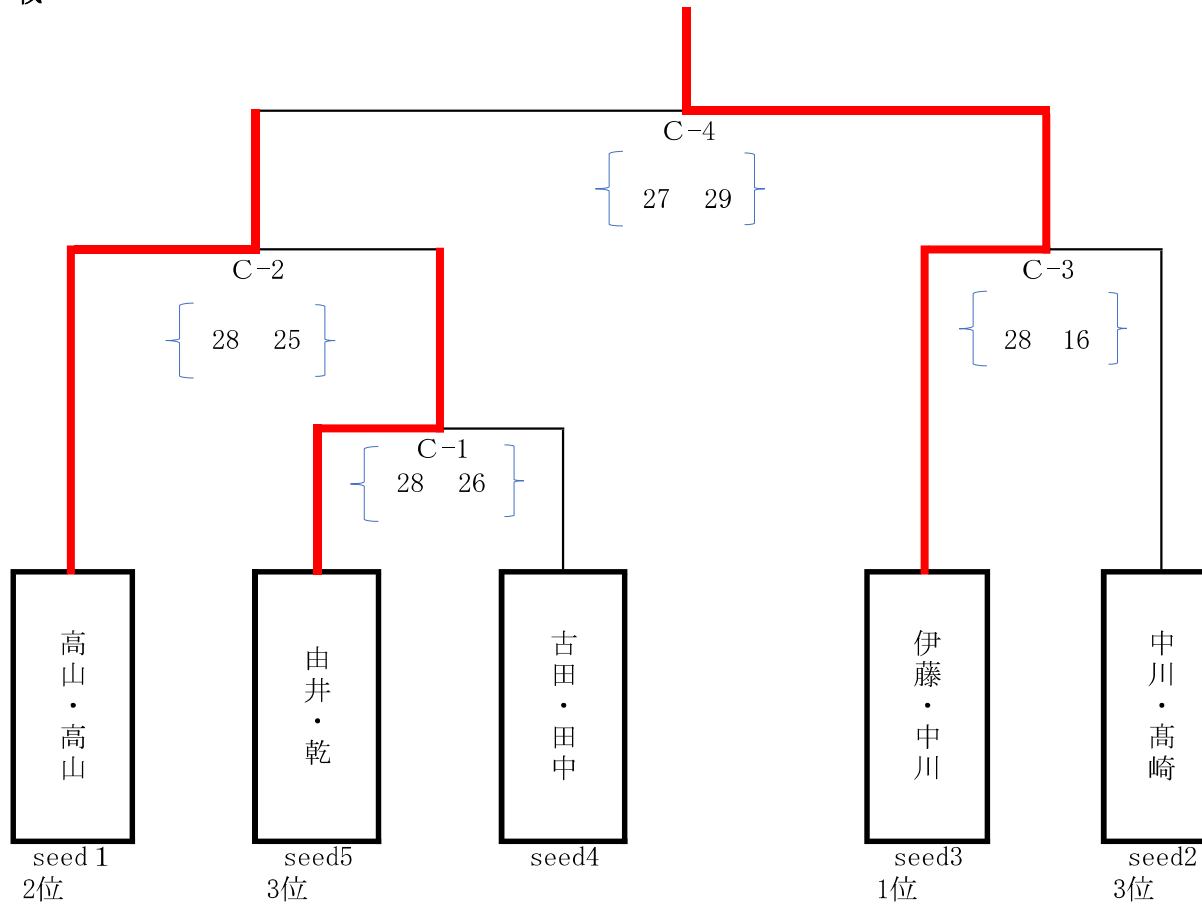 C-4
27 29
C-2
C-3
28 25
28 16
C-1
28 26
高山・高山
由井・乾
古田・田中
伊藤・中川
中川・髙崎
seed 1
seed5
seed4
seed3
seed2
2位
3位
1位
3位